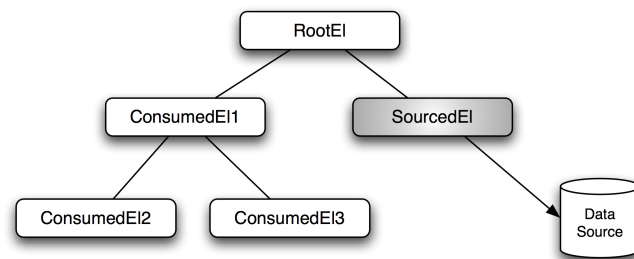 RootEl
ConsumedEl1
SourcedEl
ConsumedEl2
ConsumedEl3
Data
Source